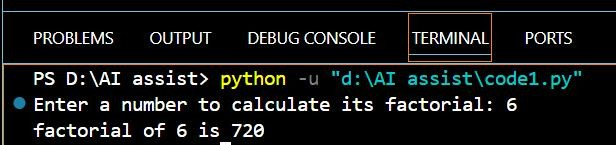 PROBLEMS OUTPUT DEBUG CONSOLE TERMINAL PORTS
PS D:\AI assist> python -u "d:\AI assist\code1.py"
Enter a number to calculate its factorial: 6
factorial of 6 is 720